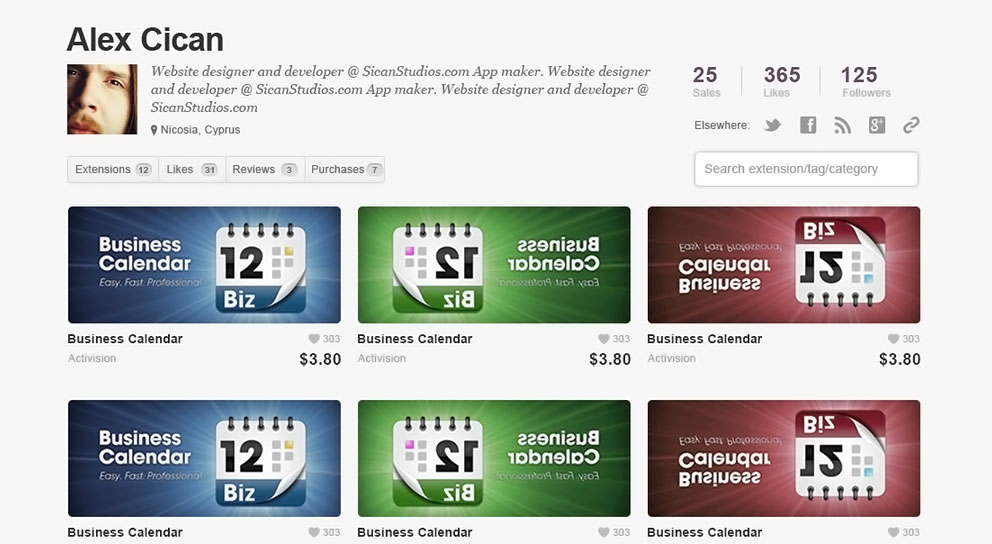 Alex Cican
Website designer and developer @ SicanStudios.com App maker. Website designer
and developer @ SicanStudios.com App maker. Website designer and developer @
SicanStudios.com
Nicosia, Cyprus
25 365 125
Sales Likes Followers
Elsewhere:
Extensions 12 Likes 31 Reviews 3 Purchases 7
Search extension/tag/category
Business
Calendar
Easy. Fast. Professional
12
Biz
Business
Calendar
Easy. Fast. Professional
12
Biz
Biz
12
Easy Fast Professional
Calendar
Business
Business Calendar 303
Activision $3.80
Business Calendar 303
Activision $3.80
Business Calendar 303
Activision $3.80
Business
Calendar
Easy. Fast. Professional
12
Biz
Business
Calendar
Easy. Fast. Professional
12
Biz
Biz
12
Easy Fast Professional
Calendar
Business
Business Calendar 303
Business Calendar 303
Business Calendar 303